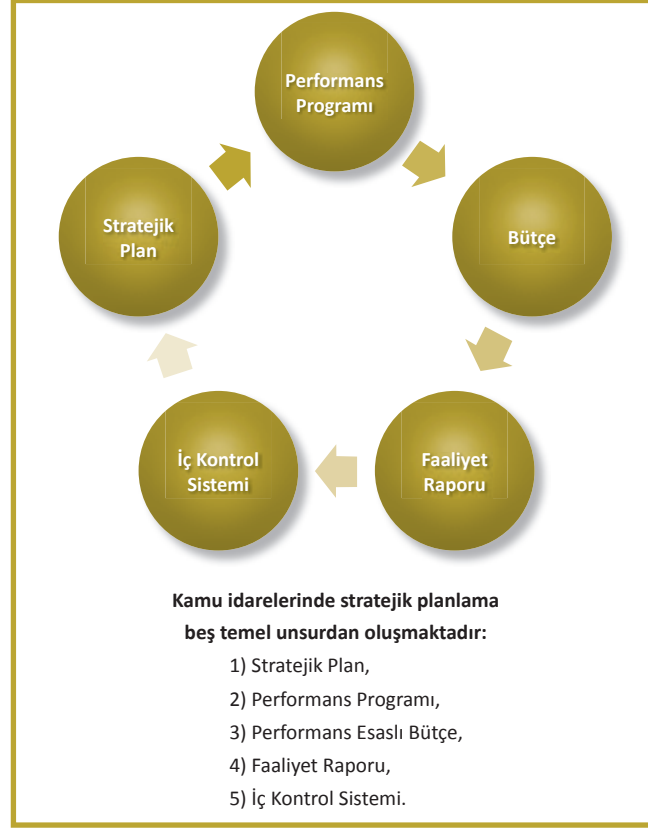 Performans
Programı
Stratejik
Plan
Bütçe
İç Kontrol
Sistemi
Faaliyet
Raporu
Kamu idarelerinde stratejik planlama
beş temel unsurdan oluşmaktadır:
1) Stratejik Plan,
2) Performans Programı,
3) Performans Esaslı Bütçe,
4) Faaliyet Raporu,
5) İç Kontrol Sistemi.